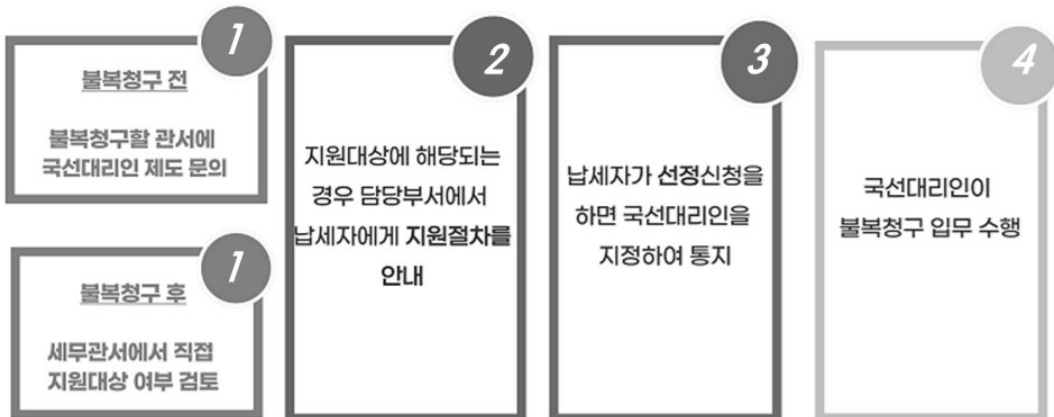 1
불복청구 전
불복청구할 관서에
국선대리인 제도 문의
1
불복청구 후
세무관서에서 직접
지원대상 여부 검토
2
지원대상에 해당되는
경우 담당부서에서
납세자에게 지원절차를
안내
3
납세자가 선정신청을
하면 국선대리인을
지정하여 통지
4
국선대리인이
불복청구 입무 수행